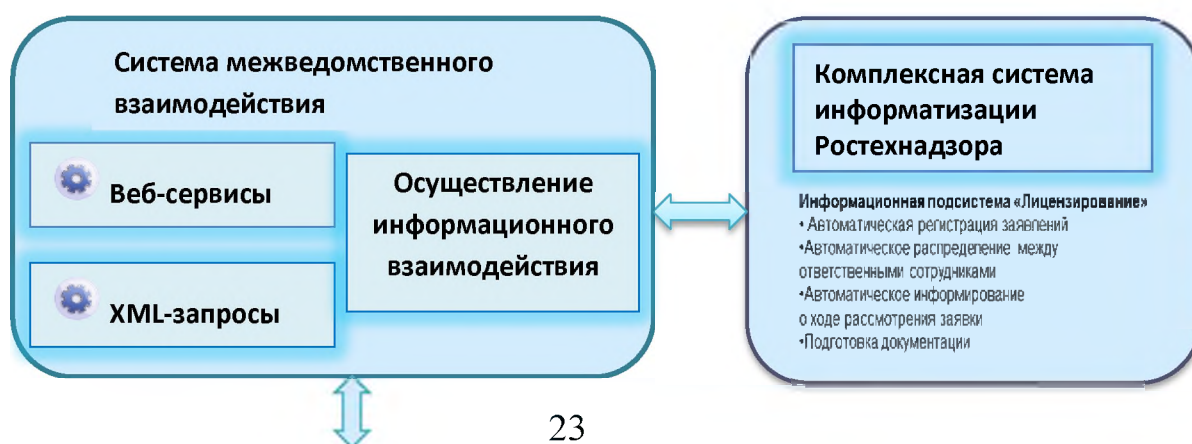 Система межведомственного
взаимодействия
Веб-сервисы
XML-запросы
Осуществление
информационного
взаимодействия
Комплексная система
информатизации
Ростехнадзора
Информационная подсистема «Лицензирование»
• Автоматическая регистрация заявлений
•Автоматическое распределение между
ответственными сотрудниками
•Автоматическое информирование
о ходе рассмотрения заявки
•Подготовка документации
23